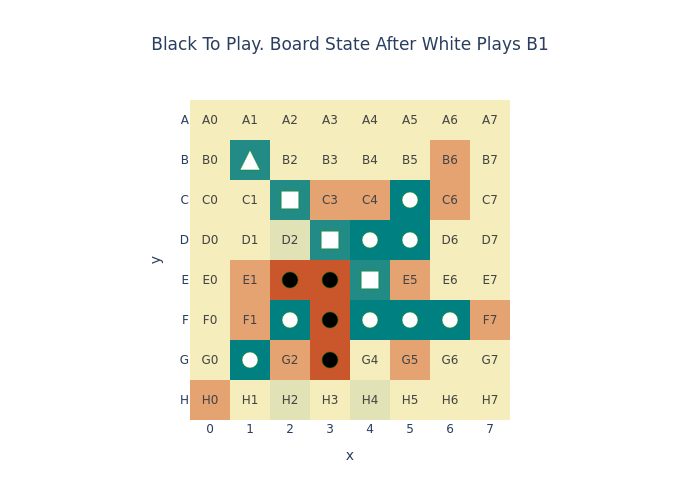 Black To Play. Board State After White Plays B1
A A0 A1 A2 A3 A4 A5 A6 A7
B B0 B2 B3 B4 B5 B6 B7
C C0 C1 C3 C4 C6 C7
D D0 D1 D2 D6 D7
E E0 E1 E5 E6 E7
F F0 F1 F7
G G0 G2 G4 G5 G6 G7
H H0 H1 H2 H3 H4 H5 H6 H7
0 1 2 3 4 5 6 7
x
y